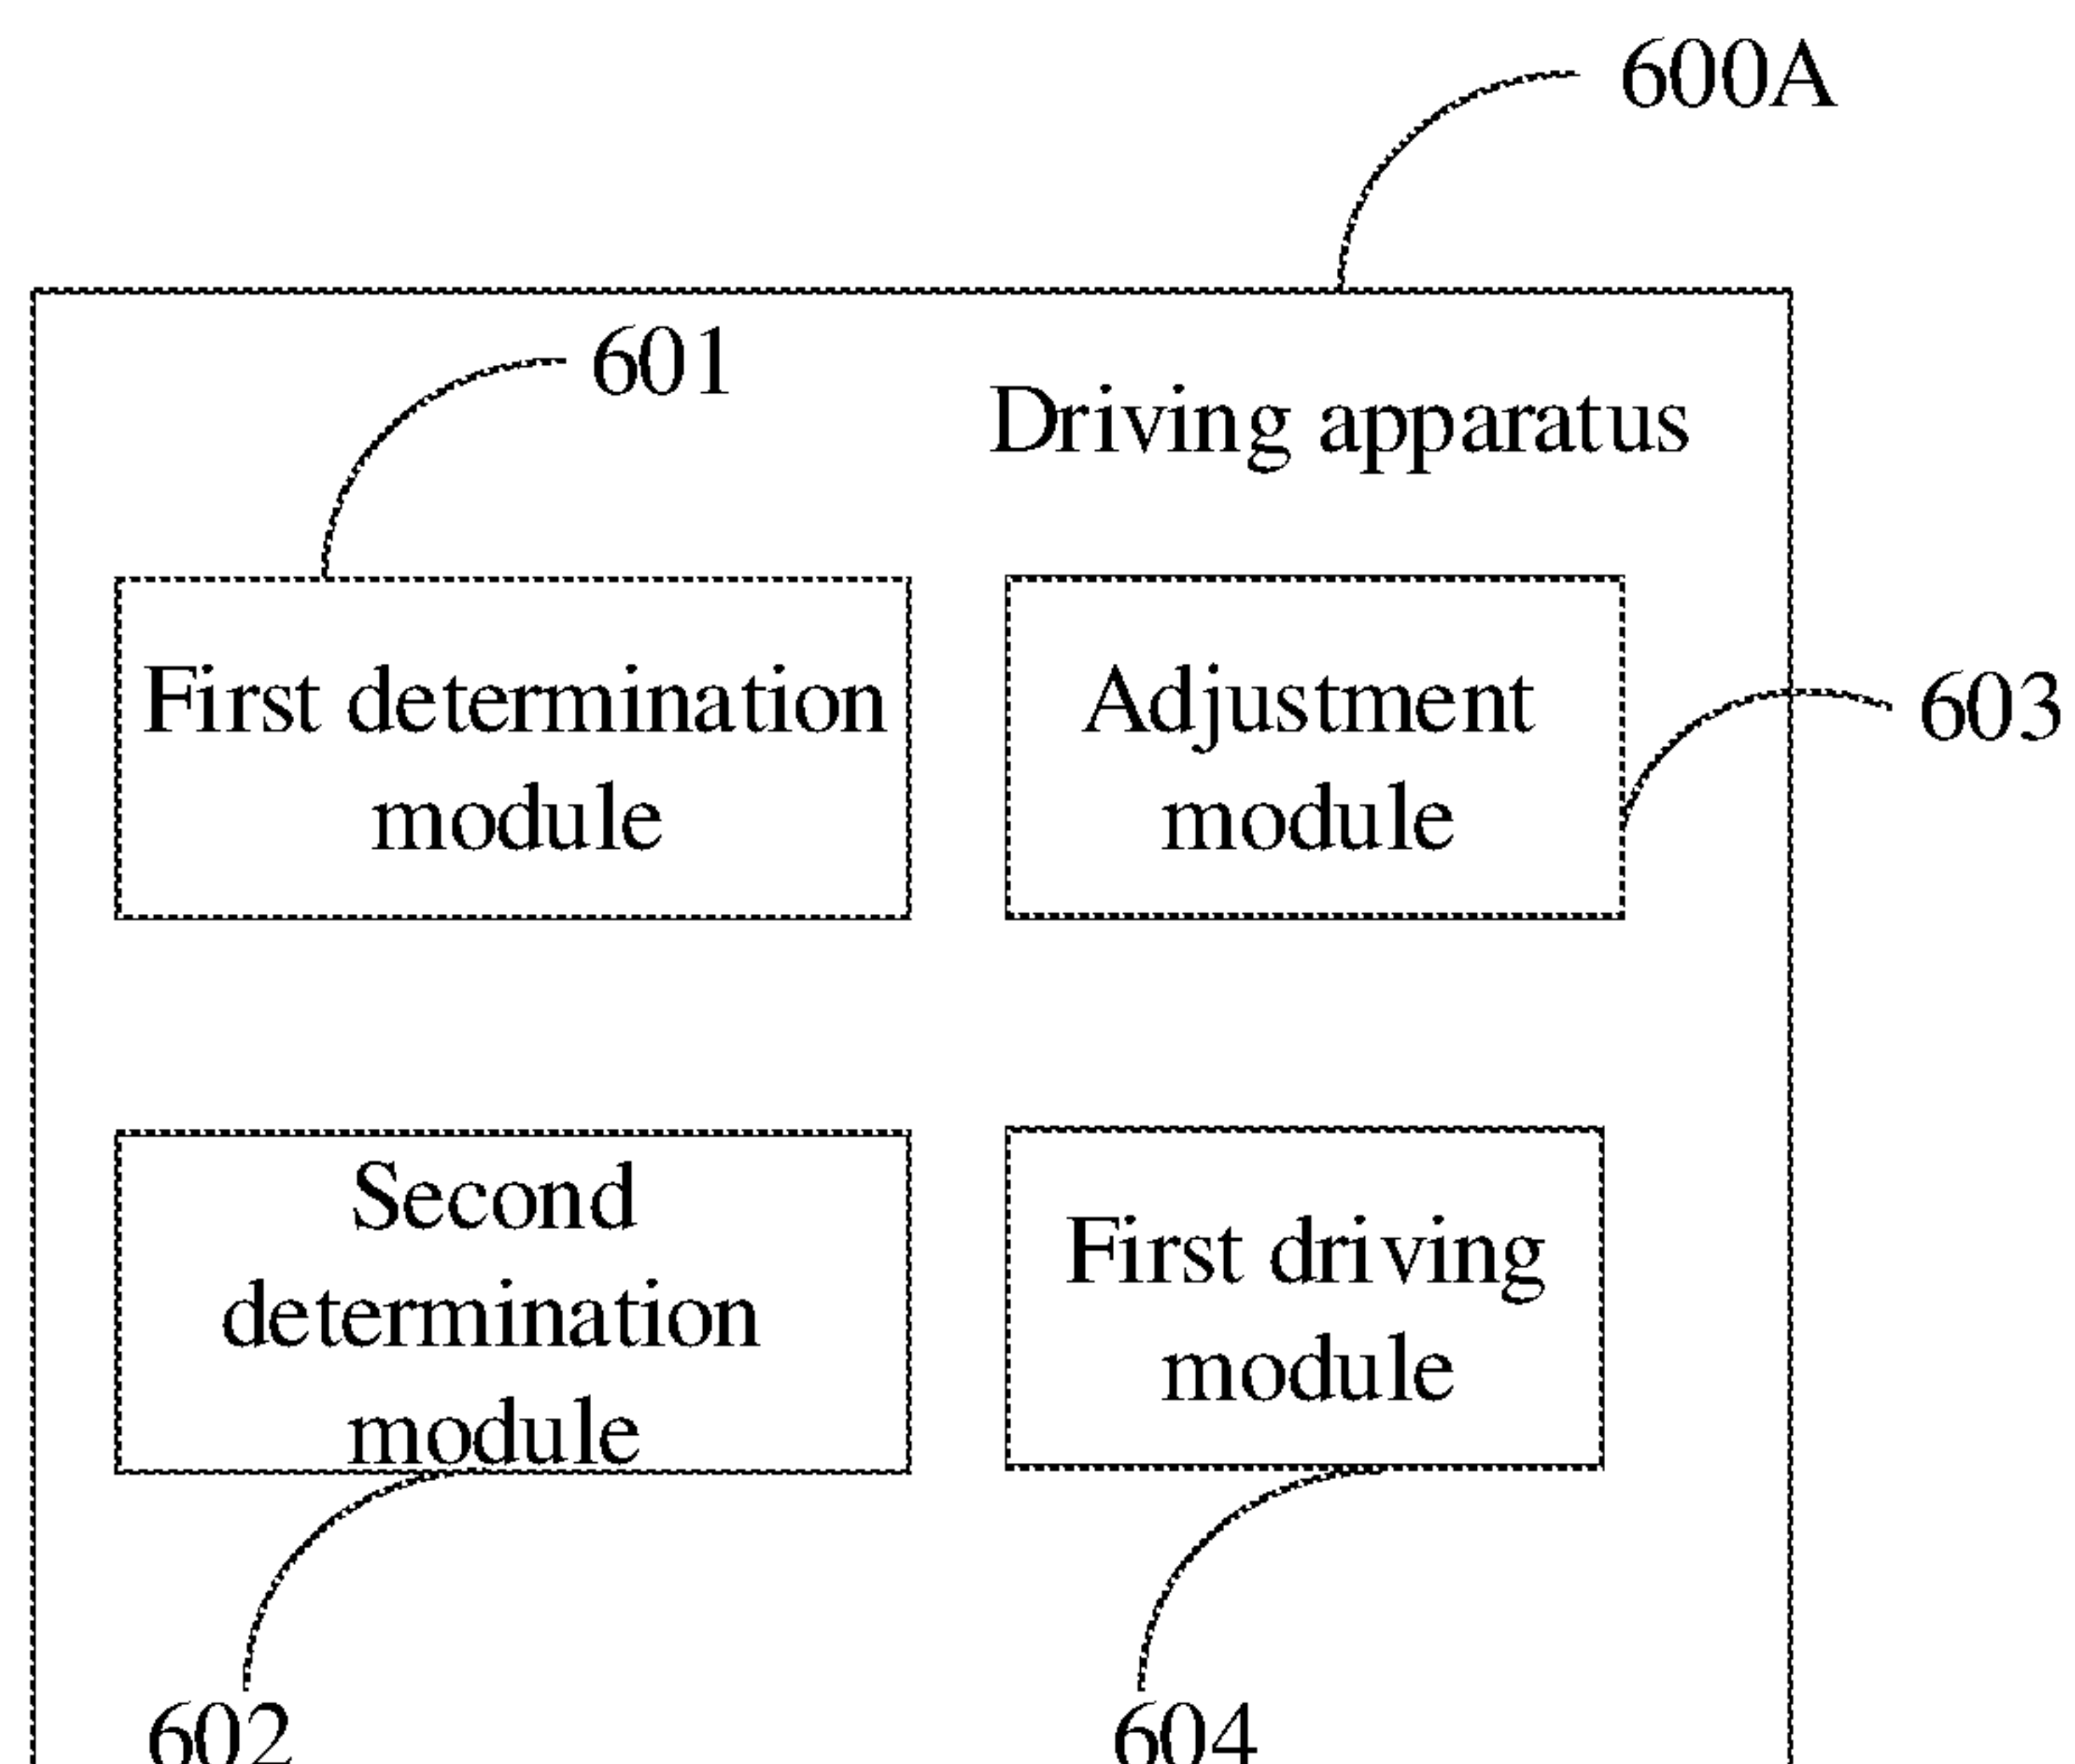 600A
601
Driving apparatus
First determination
module
Adjustment
module
603
Second
determination
module
First driving
module
602
604